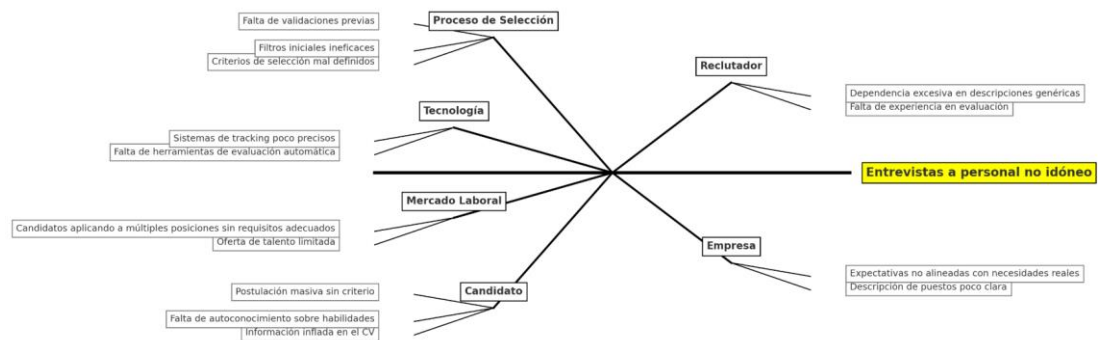 Proceso de Selección
Falta de validaciones previas
Filtros iniciales ineficaces
Criterios de selección mal definidos
Tecnología
Sistemas de tracking poco precisos
Falta de herramientas de evaluación automática
Mercado Laboral
Candidatos aplicando a múltiples posiciones sin requisitos adecuados
Oferta de talento limitada
Candidato
Postulación masiva sin criterio
Falta de autoconocimiento sobre habilidades
Información inflada en el CV
Reclutador
Dependencia excesiva en descripciones genéricas
Falta de experiencia en evaluación
Entrevistas a personal no idóneo
Empresa
Expectativas no alineadas con necesidades reales
Descripción de puestos poco clara